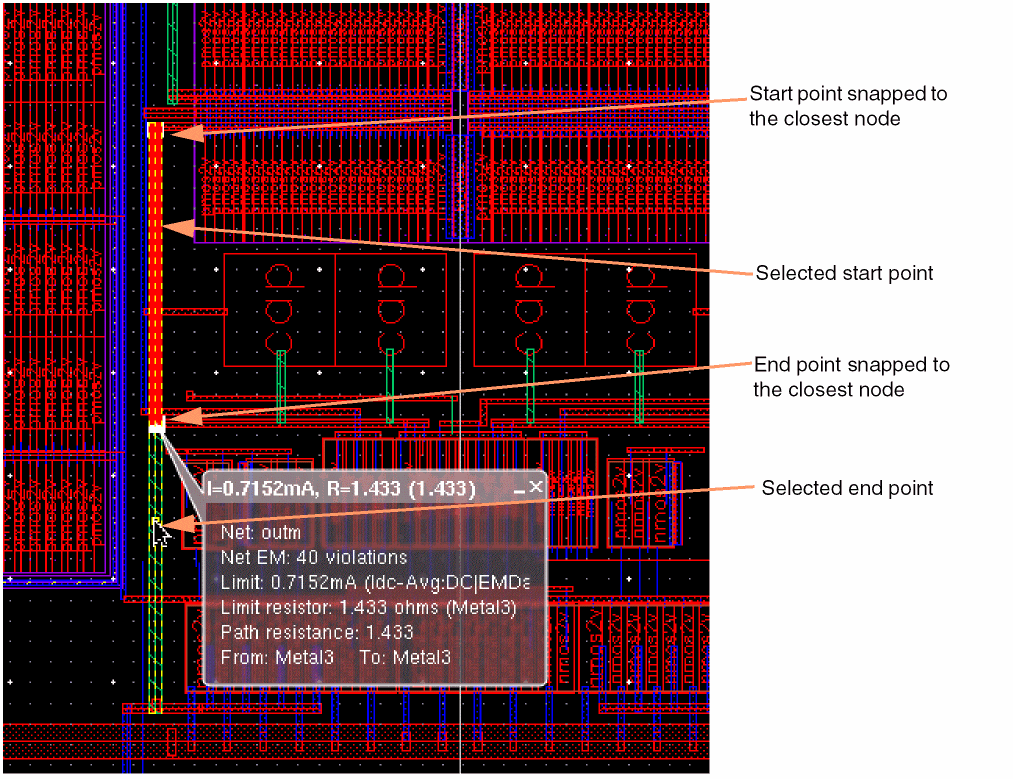 Start point snapped to
the closest node
Selected start point
End point snapped to
the closest node
Selected end point
I=0.7152mA, R=1.433 (1.433)
Net: outm
Net EM: 40 violations
Limit: 0.7152mA (Idc-Avg:DC|EMDa
Limit resistor: 1.433 ohms (Metal3)
Path resistance: 1.433
From: Metal3 To: Metal3